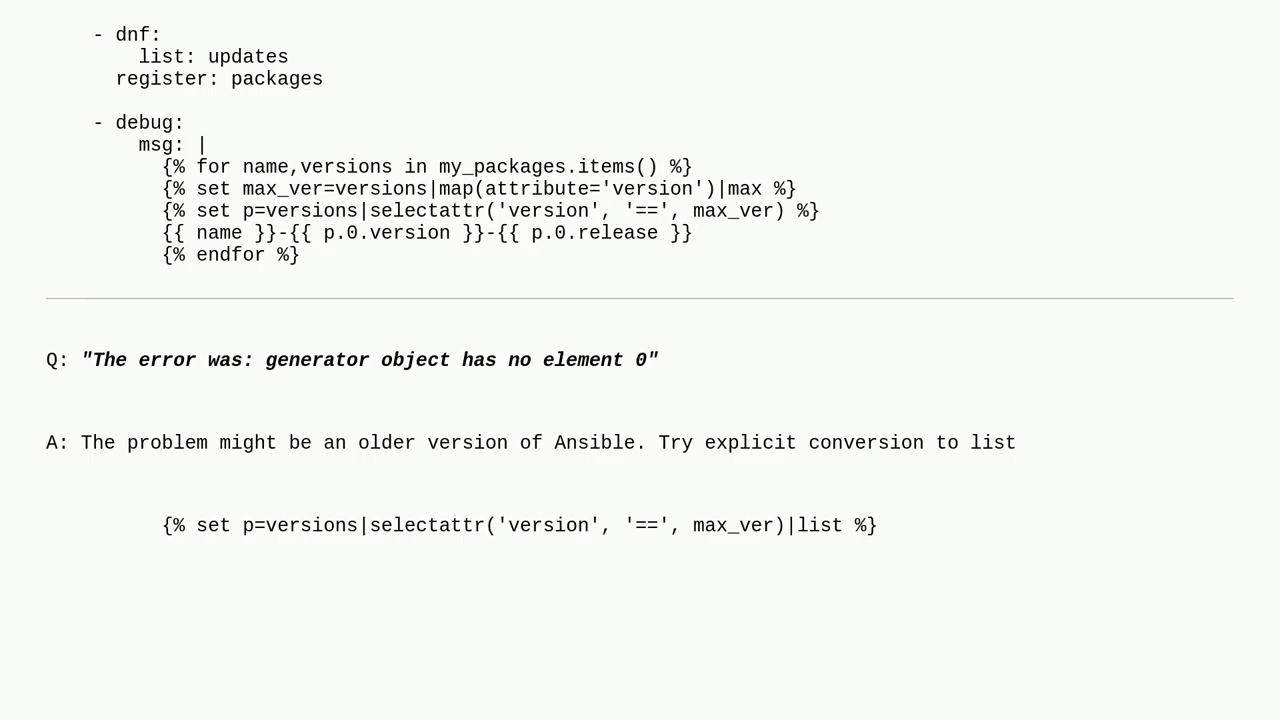 - dnf:
list: updates
register: packages
- debug:
msg: |
{% for name,versions in my_packages.items() %}
{% set max_ver=versions|map(attribute='version')|max %}
{% set p=versions|selectattr('version', '==', max_ver) %}
{{ name }}-{{ p.0.version }}-{{ p.0.release }}
{% endfor %}
Q: "The error was: generator object has no element 0"
A: The problem might be an older version of Ansible. Try explicit conversion to list
{% set p=versions|selectattr('version', '==', max_ver)|list %}